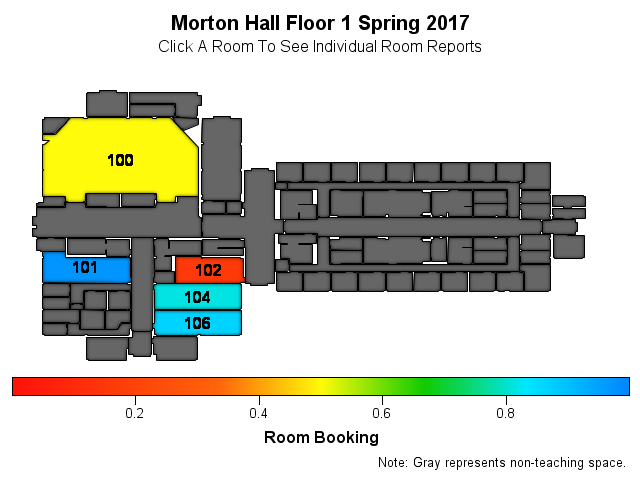 Morton Hall Floor 1 Spring 2017
Click A Room To See Individual Room Reports
100
101
102
104
106
0.2 0.4 0.6 0.8
Room Booking
Note: Gray represents non-teaching space.